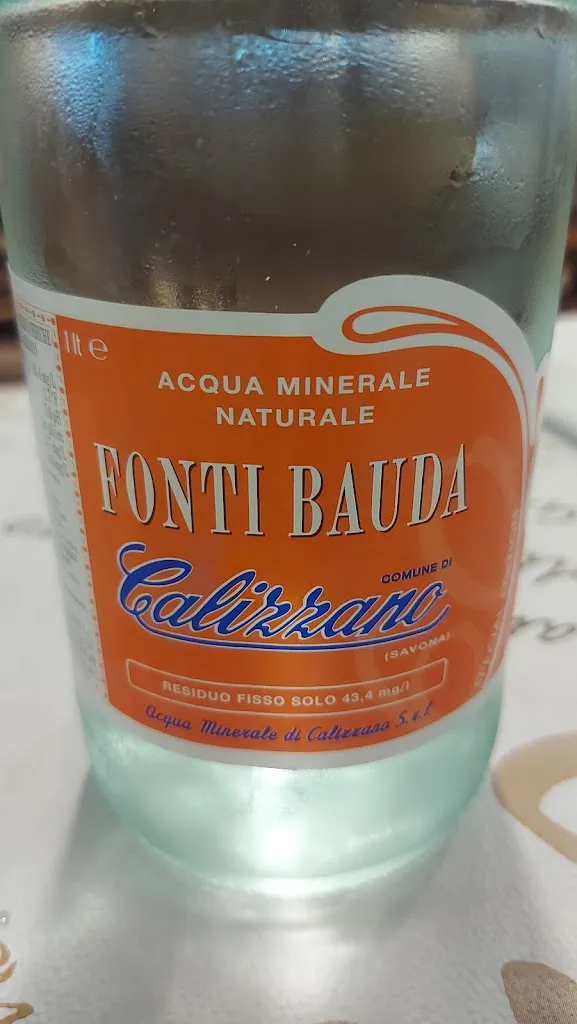 1 lt e
ACQUA MINERALE
NATURALE
FONTI BAUDA
COMUNE DI
Calizzano
(SAVONA)
RESIDUO FISSO SOLO 43,4 mg/l
Acqua Minerale di Calizzano S.r.l.